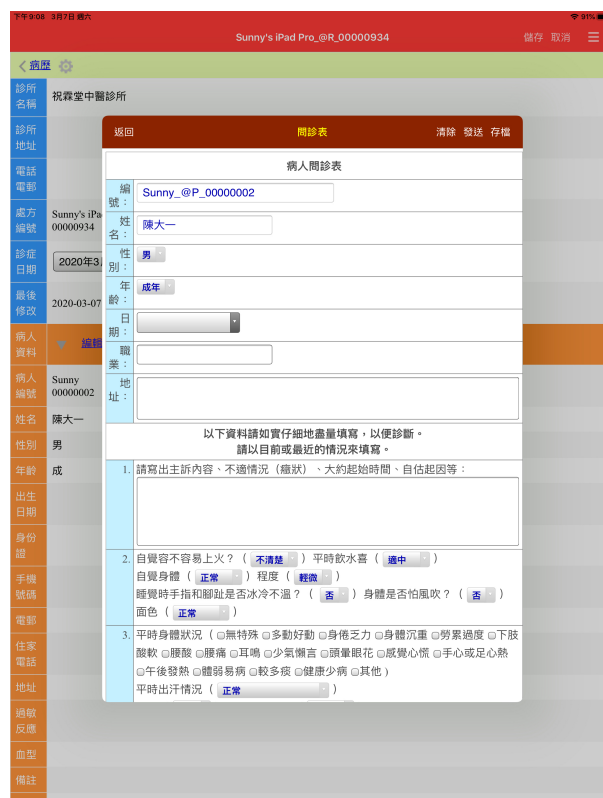 下午9:08 3月7日 週六
91%
Sunny's iPad Pro_@R_00000934
儲存 取消
病歷
診所名稱
祝霖堂中醫診所
診所地址
電話電郵
處方編號
Sunny's iPa
00000934
診症日期
2020年3
最後修改
2020-03-07
病人資料
編輯
病人編號
Sunny
00000002
姓名
陳大一
性別
男
年齡
成
出生日期
身份證
手機號碼
電郵
住家電話
地址
過敏反應
血型
備註
返回
問診表
清除 發送 存檔
病人問診表
編號：
Sunny_@P_00000002
姓名：
陳大一
性別：
男
年齡：
成年
日期：
職業：
地址：
以下資料請如實仔細地盡量填寫，以便診斷。
請以目前或最近的情況來填寫。
1. 請寫出主訴內容、不適情況（癥狀）、大約起始時間、自估起因等：
2. 自覺容不容易上火？（ 不清楚 ）平時飲水喜（ 適中 ）
自覺身體（ 正常 ）程度（ 輕微 ）
睡覺時手指和腳趾是否冰冷不溫？（ 否 ）身體是否怕風吹？（ 否 ）
面色（ 正常 ）
3. 平時身體狀況（ □無特殊 □多動好動 □身倦乏力 □身體沉重 □勞累過度 □下肢
酸軟 □腰酸 □腰痛 □耳鳴 □少氣懶言 □頭暈眼花 □感覺心慌 □手心或足心熱
□午後發熱 □體弱易病 □較多痰 □健康少病 □其他 )
平時出汗情況（ 正常 ）